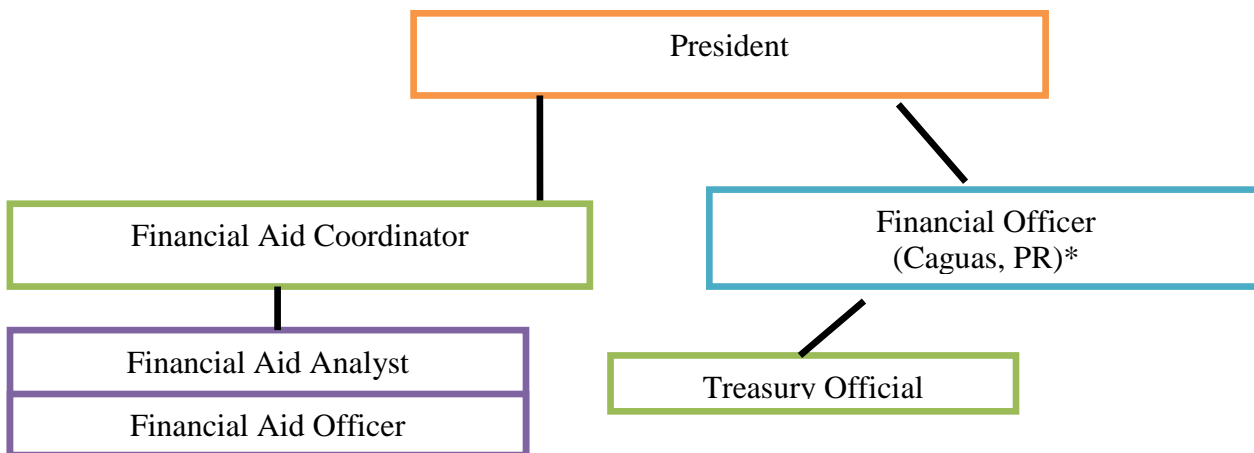 President
Financial Aid Coordinator
Financial Officer
(Caguas, PR)*
Financial Aid Analyst
Treasury Official
Financial Aid Officer